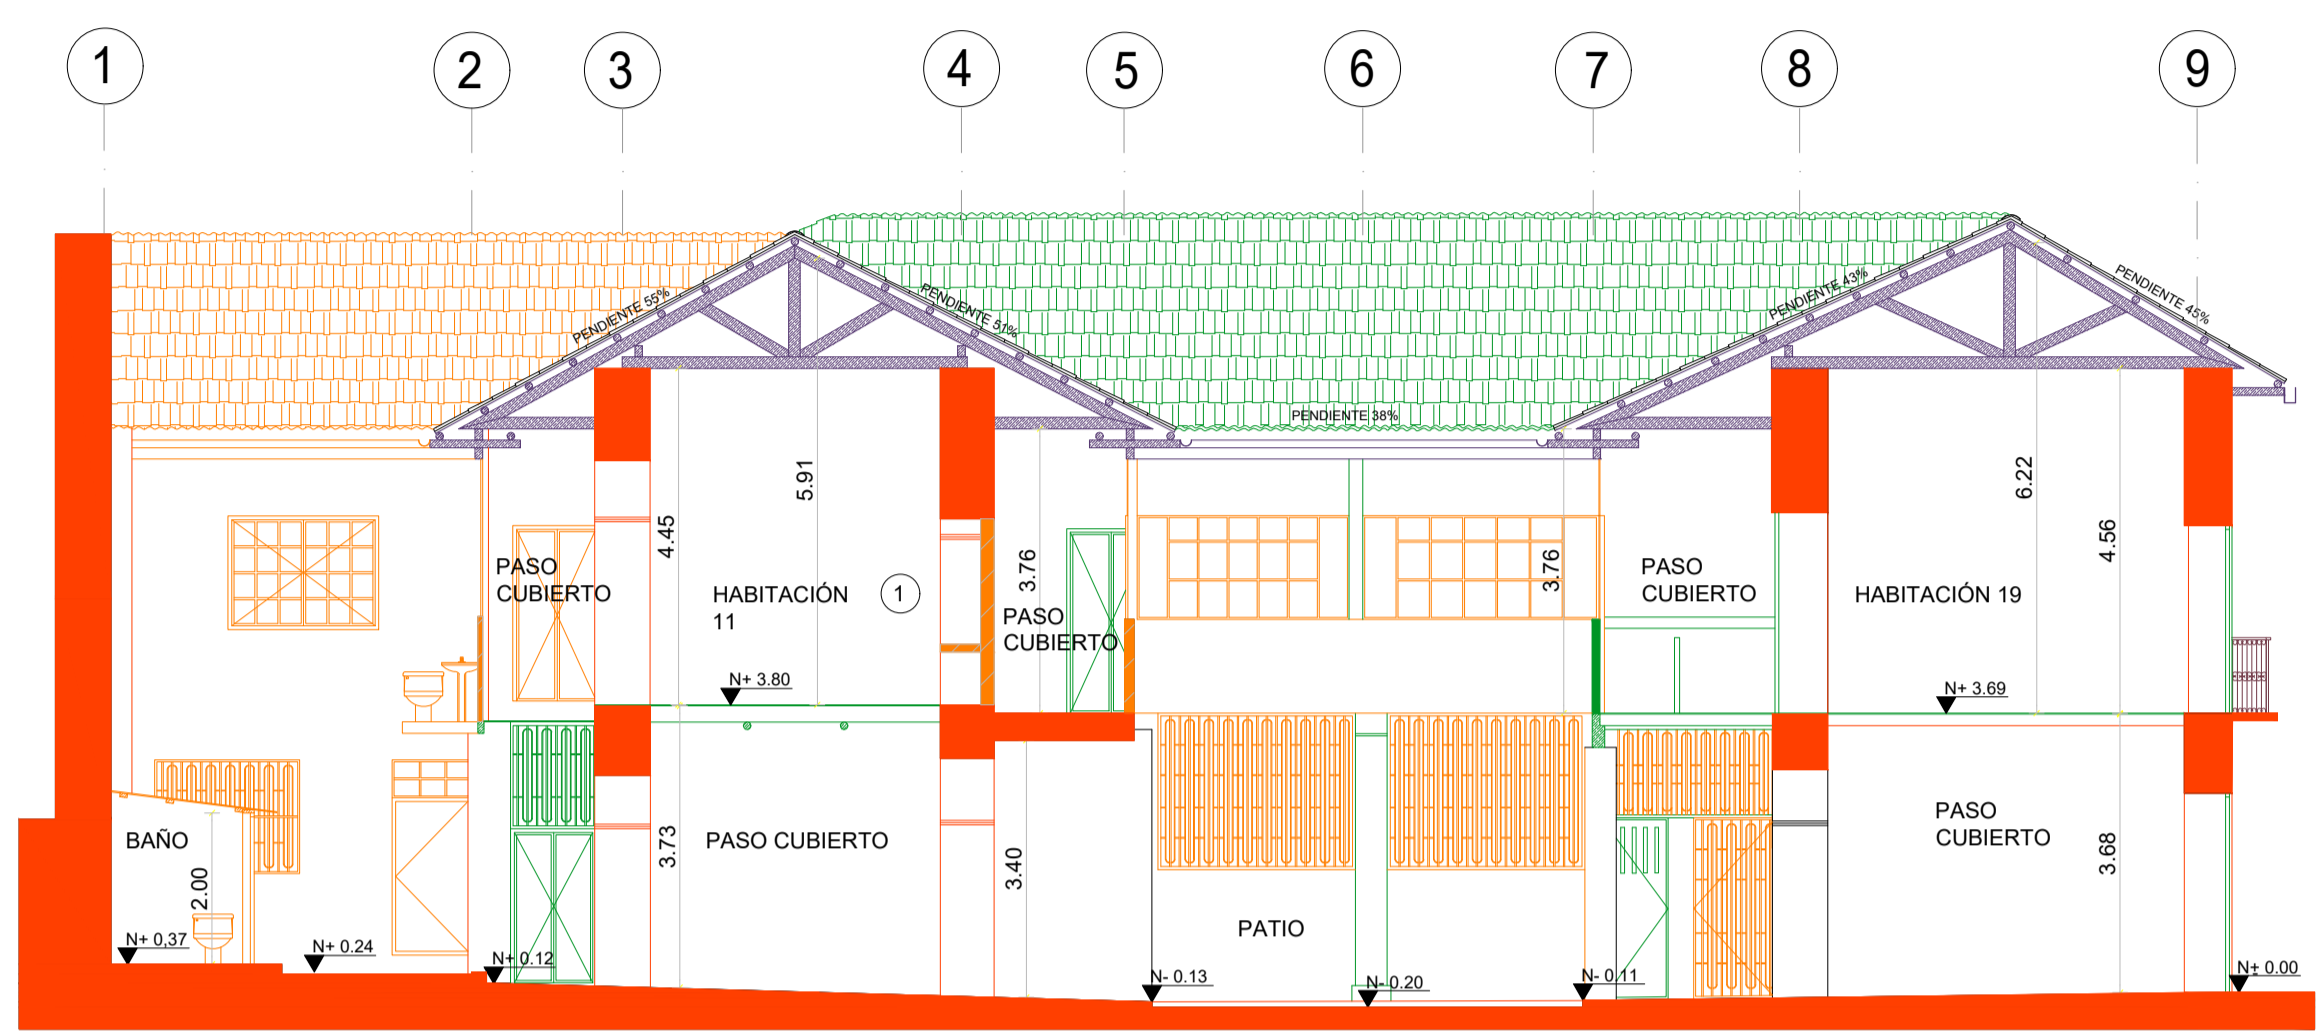 1
2
3
4
5
6
7
8
9
PENDIENTE 55%
PENDIENTE 51%
PENDIENTE 38%
PENDIENTE 43%
PENDIENTE 45%
5.91
4.45
6.22
4.56
3.76
3.76
PASO
CUBIERTO
HABITACIÓN
11
1
PASO
CUBIERTO
PASO
CUBIERTO
HABITACIÓN 19
N+ 3.80
N+ 3.69
BAÑO
2.00
3.73
PASO CUBIERTO
3.40
PATIO
PASO
CUBIERTO
3.68
N+ 0,37
N+ 0.24
N+ 0.12
N- 0.13
N- 0.20
N- 0.11
N+ 0.00